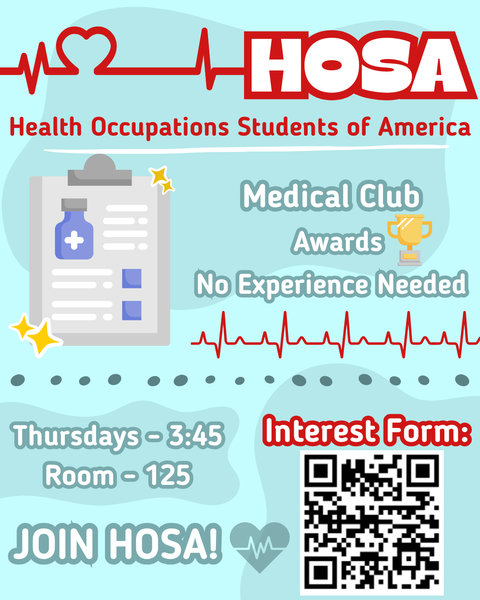 HOSA
Health Occupations Students of America
Medical Club
Awards
No Experience Needed
Thursdays - 3:45
Room - 125
JOIN HOSA!
Interest Form: